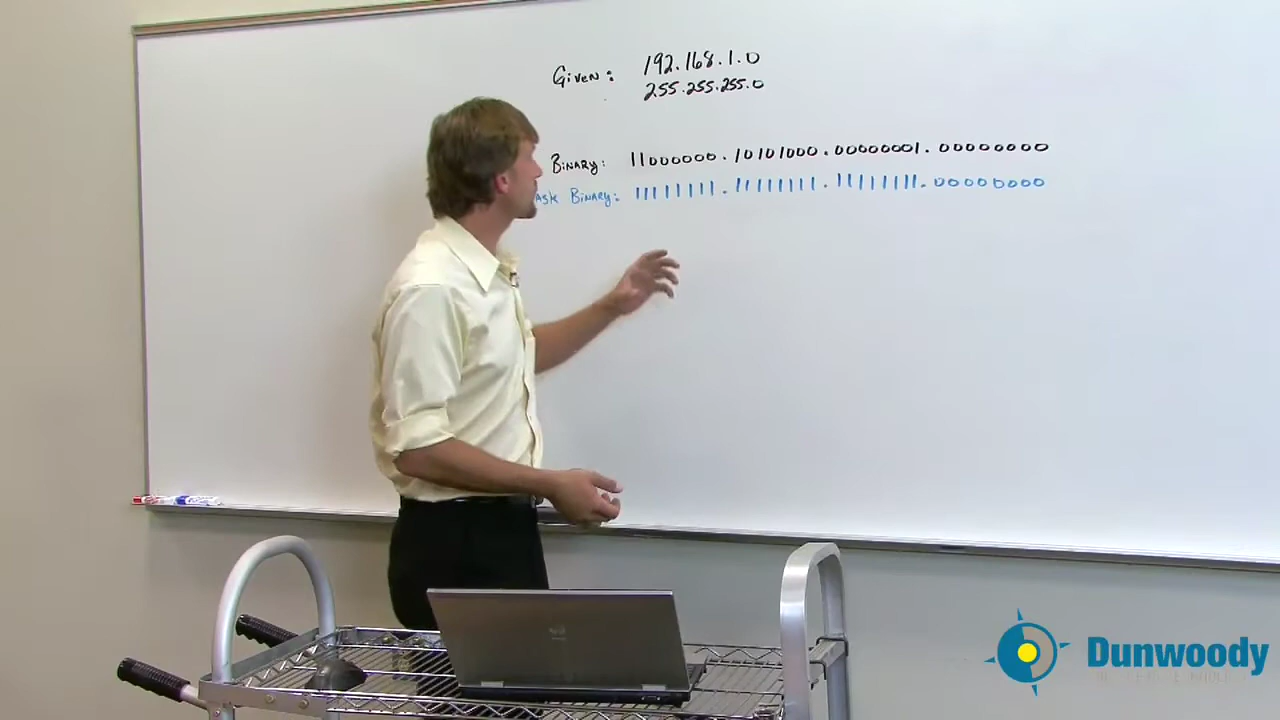 Given: 192.168.1.0
255.255.255.0
Binary: 11000000.10101000.00000001.00000000
ask Binary: 11111111.11111111.11111111.00000000
Dunwoody